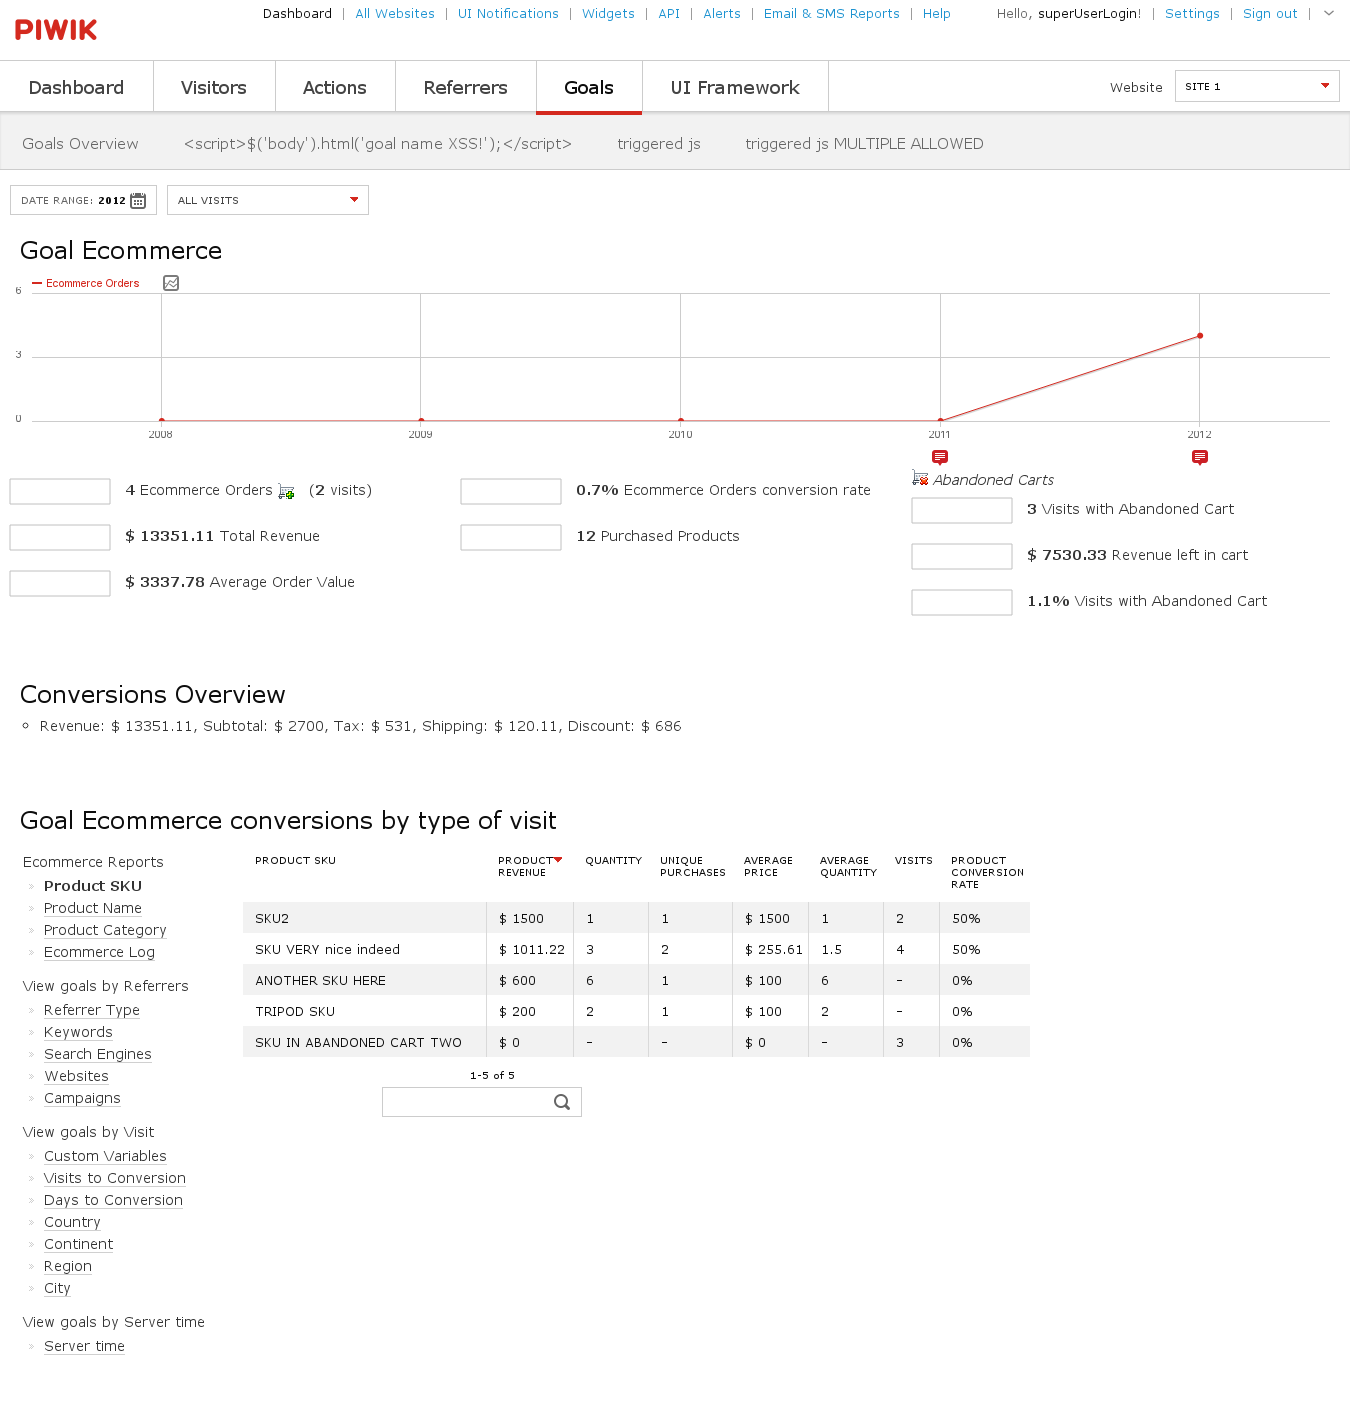 PIWIK
Dashboard | All Websites | UI Notifications | Widgets | API | Alerts | Email & SMS Reports | Help
Hello, superUserLogin! | Settings | Sign out |
Dashboard Visitors Actions Referrers Goals UI Framework
Website SITE 1
Goals Overview <script>$('body').html('goal name XSS!');</script> triggered js triggered js MULTIPLE ALLOWED
DATE RANGE: 2012 ALL VISITS
Goal Ecommerce
Ecommerce Orders
6
3
0
2008 2009 2010 2011 2012
4 Ecommerce Orders (2 visits)
$ 13351.11 Total Revenue
$ 3337.78 Average Order Value
0.7% Ecommerce Orders conversion rate
12 Purchased Products
Abandoned Carts
3 Visits with Abandoned Cart
$ 7530.33 Revenue left in cart
1.1% Visits with Abandoned Cart
Conversions Overview
Revenue: $ 13351.11, Subtotal: $ 2700, Tax: $ 531, Shipping: $ 120.11, Discount: $ 686
Goal Ecommerce conversions by type of visit
Ecommerce Reports
» Product SKU
» Product Name
» Product Category
» Ecommerce Log
View goals by Referrers
» Referrer Type
» Keywords
» Search Engines
» Websites
» Campaigns
View goals by Visit
» Custom Variables
» Visits to Conversion
» Days to Conversion
» Country
» Continent
» Region
» City
View goals by Server time
» Server time
PRODUCT SKU PRODUCT REVENUE QUANTITY UNIQUE PURCHASES AVERAGE PRICE AVERAGE QUANTITY VISITS PRODUCT CONVERSION RATE
SKU2 $ 1500 1 1 $ 1500 1 2 50%
SKU VERY nice indeed $ 1011.22 3 2 $ 255.61 1.5 4 50%
ANOTHER SKU HERE $ 600 6 1 $ 100 6 - 0%
TRIPOD SKU $ 200 2 1 $ 100 2 - 0%
SKU IN ABANDONED CART TWO $ 0 - - $ 0 - 3 0%
1-5 of 5